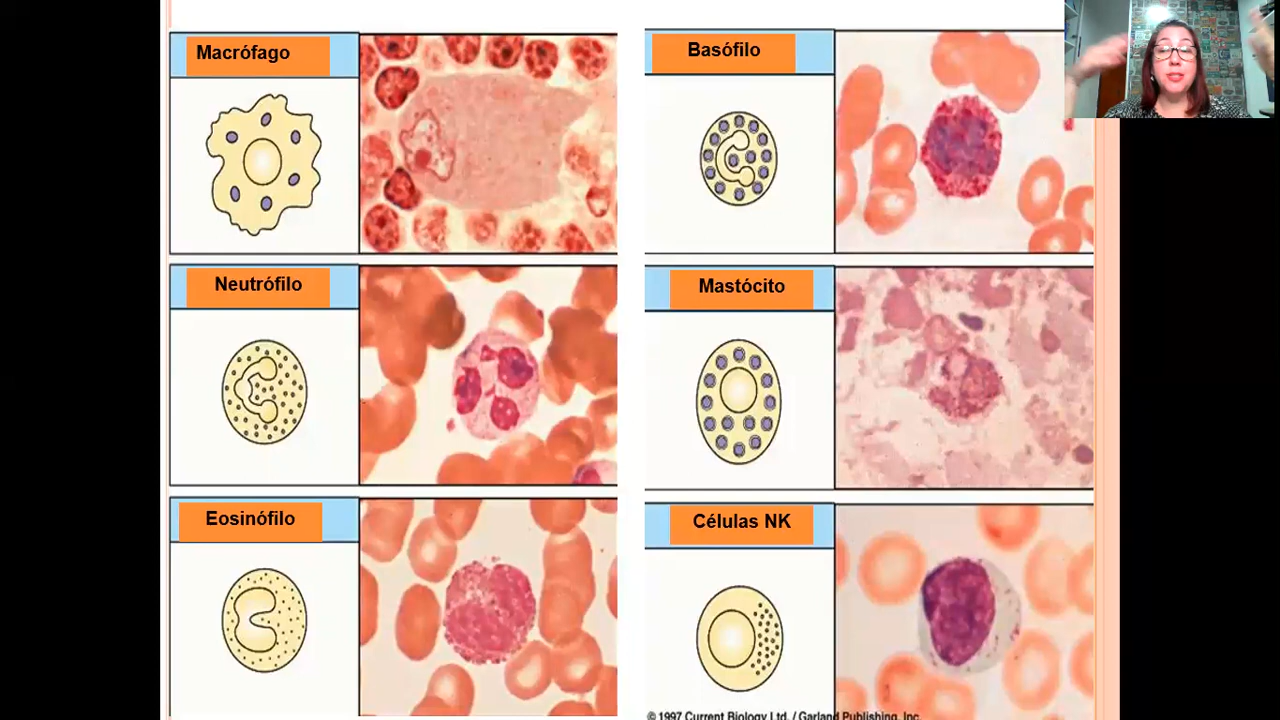 Macrófago
Basófilo
Neutrófilo
Mastócito
Eosinófilo
Células NK
© 1997 Current Biology Ltd. / Garland Publishing, Inc.